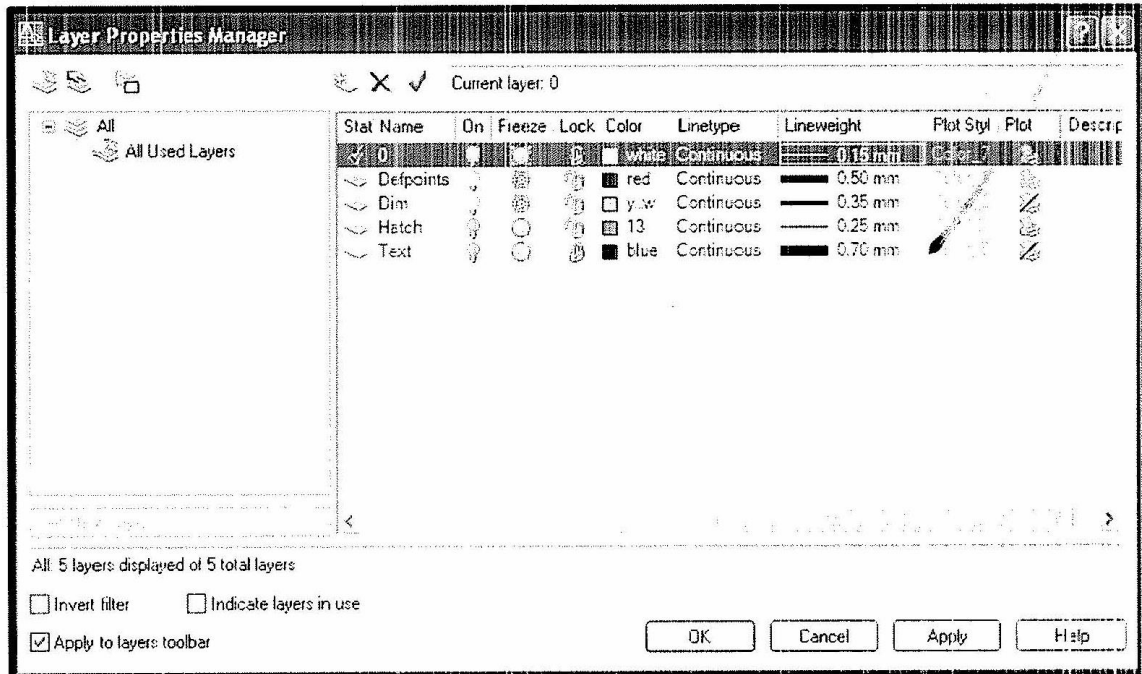 Layer Properties Manager
Current layer: 0
All
All Used Layers
Stat Name On Freeze Lock Color Linetype Lineweight Plot Styl Plot Descrip
0 white Continuous 0.15 mm Color_7
Defpoints red Continuous 0.50 mm
Dim y...w Continuous 0.35 mm
Hatch 13 Continuous 0.25 mm
Text blue Continuous 0.70 mm
All: 5 layers displayed of 5 total layers
Invert filter Indicate layers in use
Apply to layers toolbar
OK Cancel Apply Help